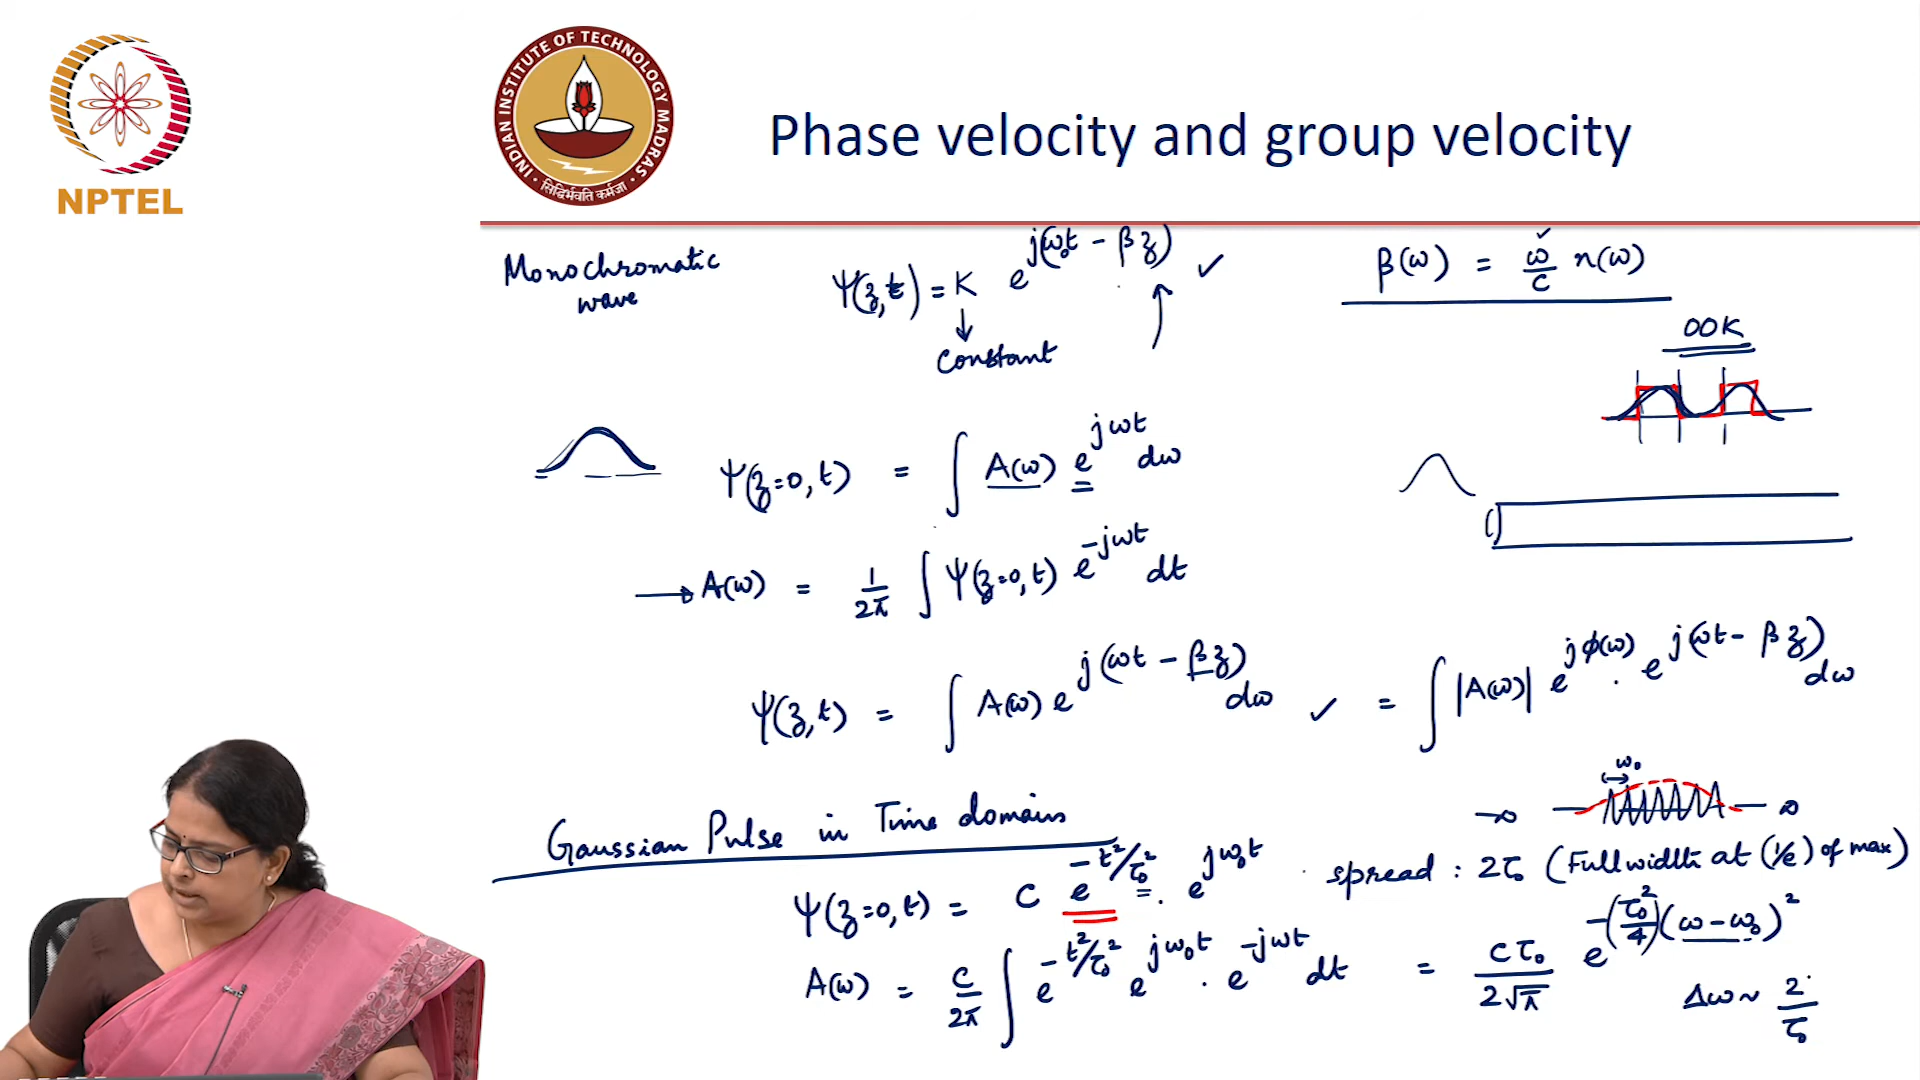 NPTEL
INDIAN INSTITUTE OF TECHNOLOGY MADRAS
सिद्धिर्भवति कर्मजा
Phase velocity and group velocity
Monochromatic wave
Ψ(z,t) = K e^{j(ω₀t - βz)} ✓
↓
Constant
β(ω) = ω/c n(ω)
OOK
Ψ(z=0,t) = ∫ A(ω) e^{jωt} dω
→ A(ω) = 1/2π ∫ Ψ(z=0,t) e^{-jωt} dt
Ψ(z,t) = ∫ A(ω) e^{j(ωt - βz)} dω ✓ = ∫ |A(ω)| e^{jφ(ω)} . e^{j(ωt - βz)} dω
ω₀
-∞ ∞
Gaussian Pulse in Time domain
Ψ(z=0,t) = C e^{-t²/τ₀²} . e^{jω₀t}
spread : 2τ₀ (Full width at (1/e) of max)
A(ω) = C/2π ∫ e^{-t²/τ₀²} e^{jω₀t} . e^{-jωt} dt = Cτ₀/2√π e^{-(τ₀²/4)(ω-ω₀)²}
Δω ~ 2/τ₀